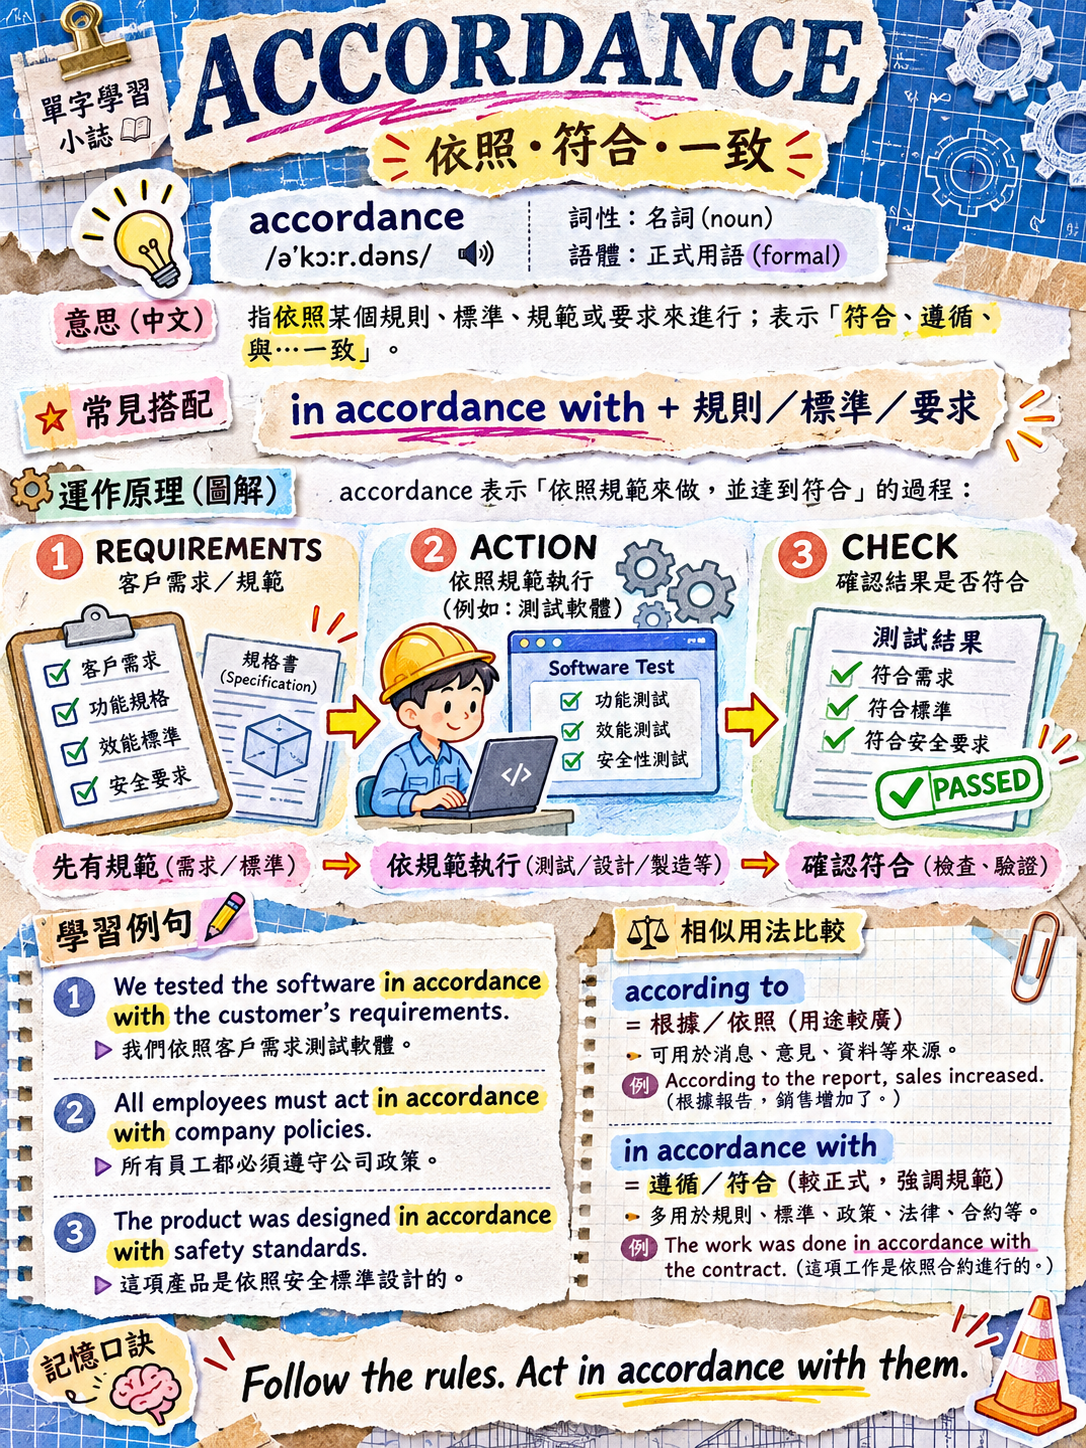 單字學習
小誌
ACCORDANCE
依照・符合・一致
accordance
/ə'kɔːr.dəns/
詞性：名詞 (noun)
語體：正式用語 (formal)
意思 (中文)
指依照某個規則、標準、規範或要求來進行；表示「符合、遵循、
與…一致」。
常見搭配
in accordance with + 規則／標準／要求
運作原理 (圖解)
accordance 表示「依照規範來做，並達到符合」的過程：
1 REQUIREMENTS
客戶需求／規範
客戶需求
功能規格
效能標準
安全要求
規格書
(Specification)
2 ACTION
依照規範執行
(例如：測試軟體)
Software Test
功能測試
效能測試
安全性測試
</>
3 CHECK
確認結果是否符合
測試結果
符合需求
符合標準
符合安全要求
PASSED
先有規範 (需求／標準)
依規範執行 (測試/設計/製造等)
確認符合 (檢查、驗證)
學習例句
1 We tested the software in accordance
with the customer's requirements.
我們依照客戶需求測試軟體。
2 All employees must act in accordance
with company policies.
所有員工都必須遵守公司政策。
3 The product was designed in accordance
with safety standards.
這項產品是依照安全標準設計的。
相似用法比較
according to
= 根據／依照 (用途較廣)
可用於消息、意見、資料等來源。
例 According to the report, sales increased.
(根據報告，銷售增加了。)
in accordance with
= 遵循／符合 (較正式，強調規範)
多用於規則、標準、政策、法律、合約等。
例 The work was done in accordance with
the contract. (這項工作是依照合約進行的。)
記憶口訣
Follow the rules. Act in accordance with them.